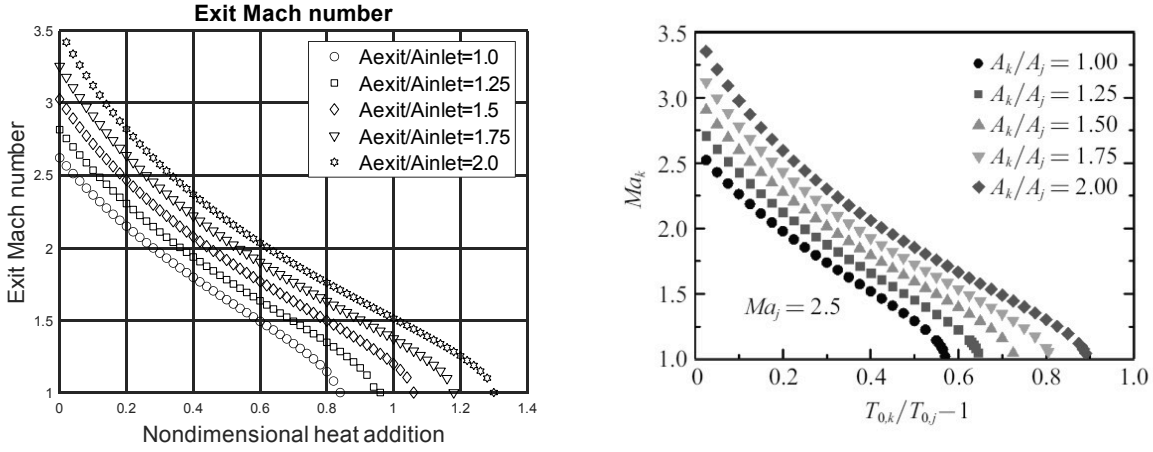 Exit Mach number
3.5
3
2.5
2
1.5
1
Exit Mach number
0
0.2
0.4
0.6
0.8
1
1.2
1.4
Nondimensional heat addition
Aexit/Ainlet=1.0
Aexit/Ainlet=1.25
Aexit/Ainlet=1.5
Aexit/Ainlet=1.75
Aexit/Ainlet=2.0
3.5
3.0
2.5
2.0
1.5
1.0
Ma_k
A_k/A_j = 1.00
A_k/A_j = 1.25
A_k/A_j = 1.50
A_k/A_j = 1.75
A_k/A_j = 2.00
Ma_j = 2.5
0
0.2
0.4
0.6
0.8
1.0
T_{0,k}/T_{0,j}−1